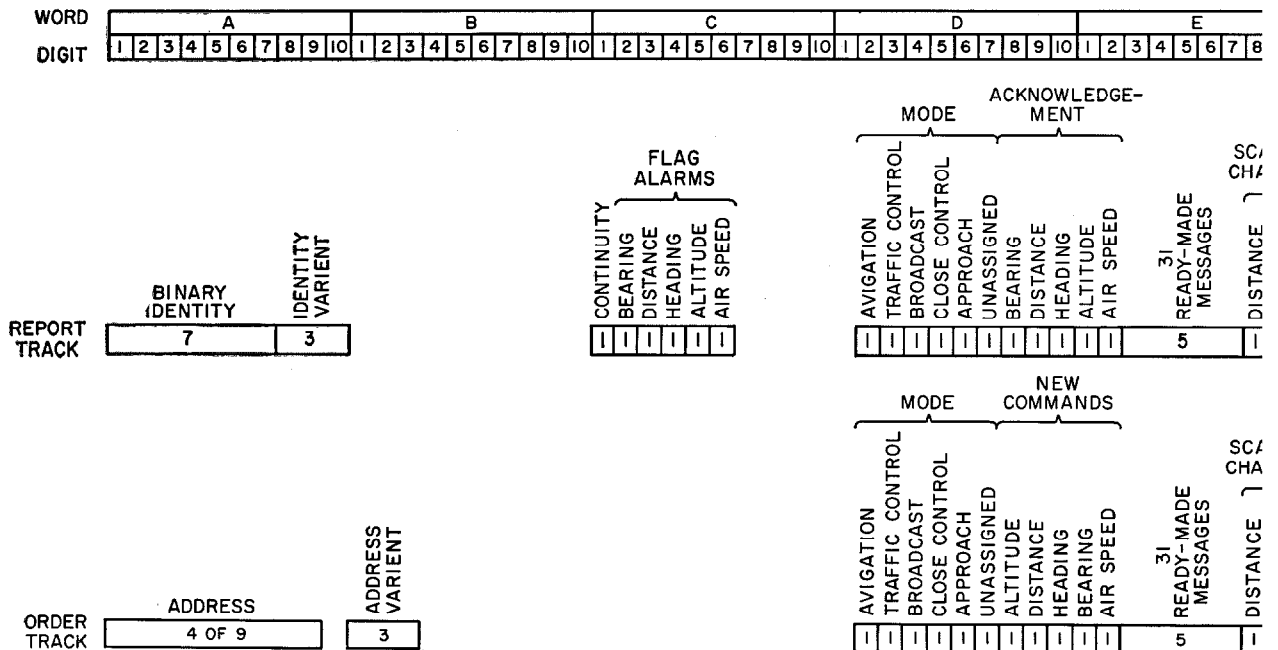 WORD A B C D E
DIGIT 1 2 3 4 5 6 7 8 9 10 1 2 3 4 5 6 7 8 9 10 1 2 3 4 5 6 7 8 9 10 1 2 3 4 5 6 7 8 9 10 1 2 3 4 5 6 7 8
ACKNOWLEDGE-
MENT
MODE
FLAG
ALARMS
SCA
CHA
BINARY
IDENTITY
IDENTITY
VARIENT
CONTINUITY
BEARING
DISTANCE
HEADING
ALTITUDE
AIR SPEED
AVIGATION
TRAFFIC CONTROL
BROADCAST
CLOSE CONTROL
APPROACH
UNASSIGNED
BEARING
DISTANCE
HEADING
ALTITUDE
AIR SPEED
31
READY-MADE
MESSAGES
DISTANCE
REPORT
TRACK
7 3 1 1 1 1 1 1 1 1 1 1 1 1 1 1 1 1 1 5 1
NEW
COMMANDS
MODE
SCA
CHA
ADDRESS
ADDRESS
VARIENT
AVIGATION
TRAFFIC CONTROL
BROADCAST
CLOSE CONTROL
APPROACH
UNASSIGNED
ALTITUDE
DISTANCE
HEADING
BEARING
AIR SPEED
31
READY-MADE
MESSAGES
DISTANCE
ORDER
TRACK
4 OF 9 3 1 1 1 1 1 1 1 1 1 1 1 5 1